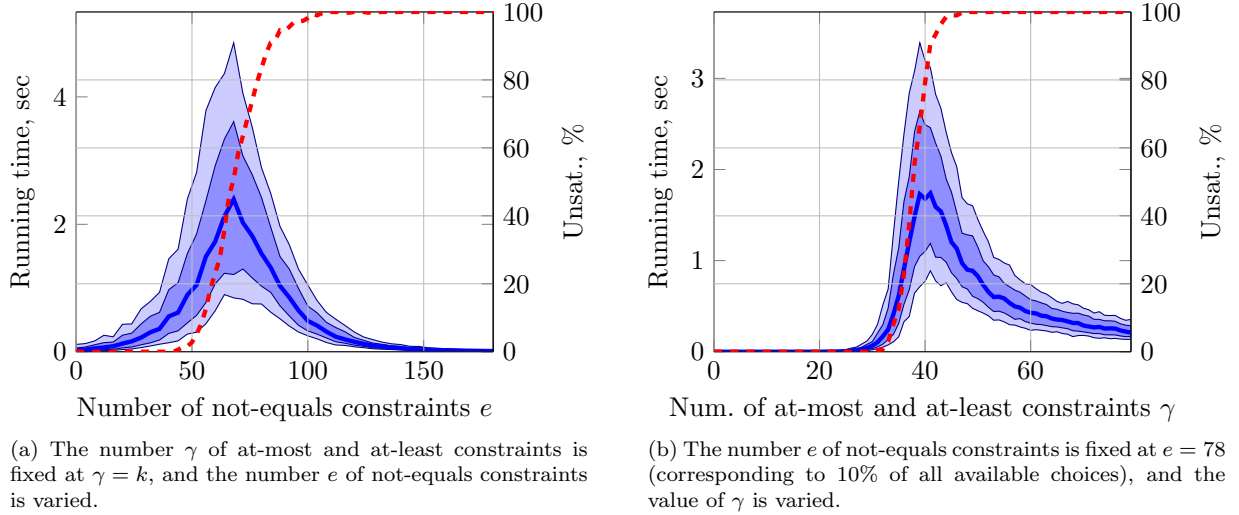 Running time, sec
4
2
0
100
80
60
40
20
0
Unsat., %
0
50
100
150
Number of not-equals constraints e
(a) The number γ of at-most and at-least constraints is
fixed at γ = k, and the number e of not-equals constraints
is varied.
Running time, sec
3
2
1
0
100
80
60
40
20
0
Unsat., %
0
20
40
60
Num. of at-most and at-least constraints γ
(b) The number e of not-equals constraints is fixed at e = 78
(corresponding to 10% of all available choices), and the
value of γ is varied.